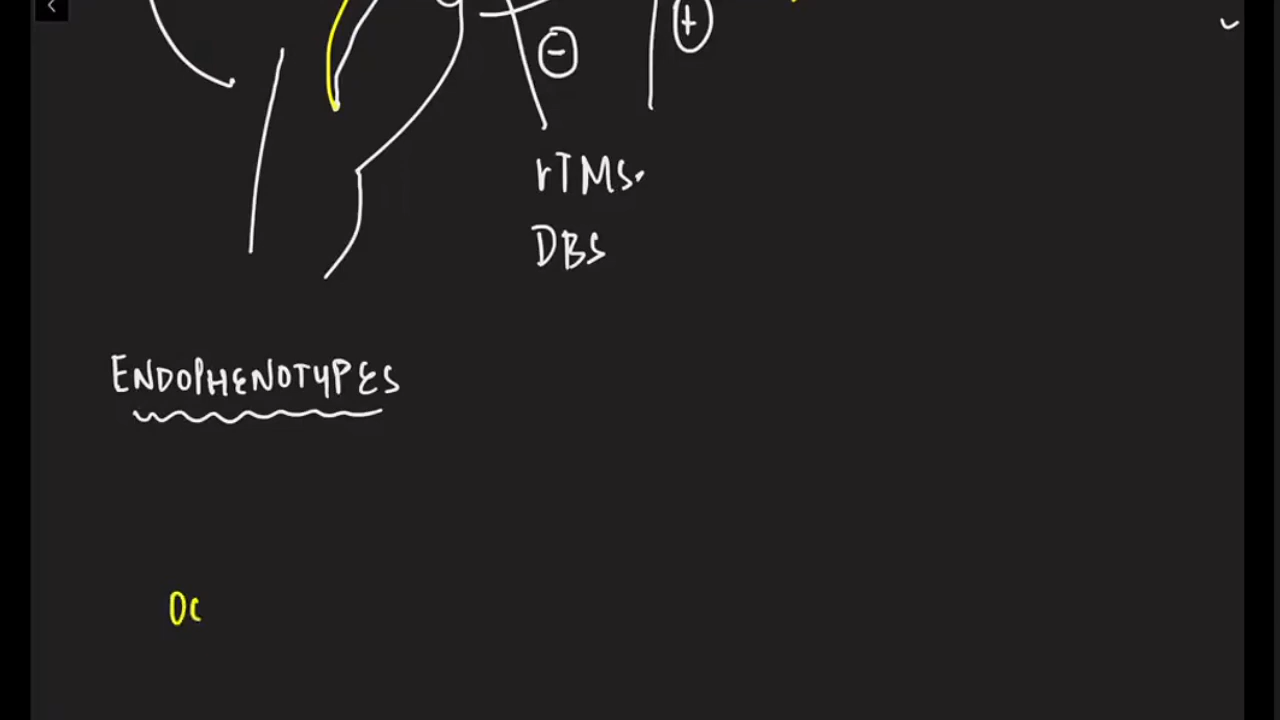 ⊖ ⊕
rTMS.
DBS
ENDOPHENOTYPES
OC